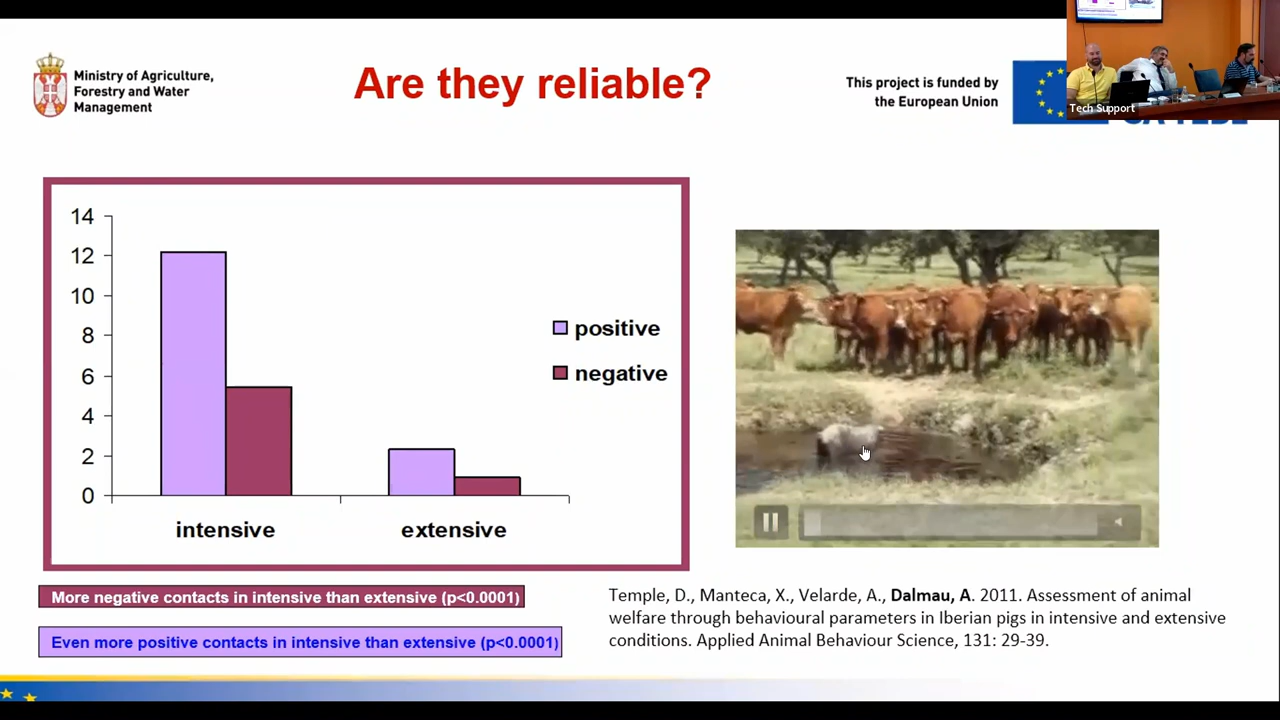 Ministry of Agriculture,
Forestry and Water
Management
Are they reliable?
This project is funded by
the European Union
Tech Support
14
12
10
8
6
4
2
0
positive
negative
intensive
extensive
More negative contacts in intensive than extensive (p<0.0001)
Even more positive contacts in intensive than extensive (p<0.0001)
Temple, D., Manteca, X., Velarde, A., Dalmau, A. 2011. Assessment of animal
welfare through behavioural parameters in Iberian pigs in intensive and extensive
conditions. Applied Animal Behaviour Science, 131: 29-39.